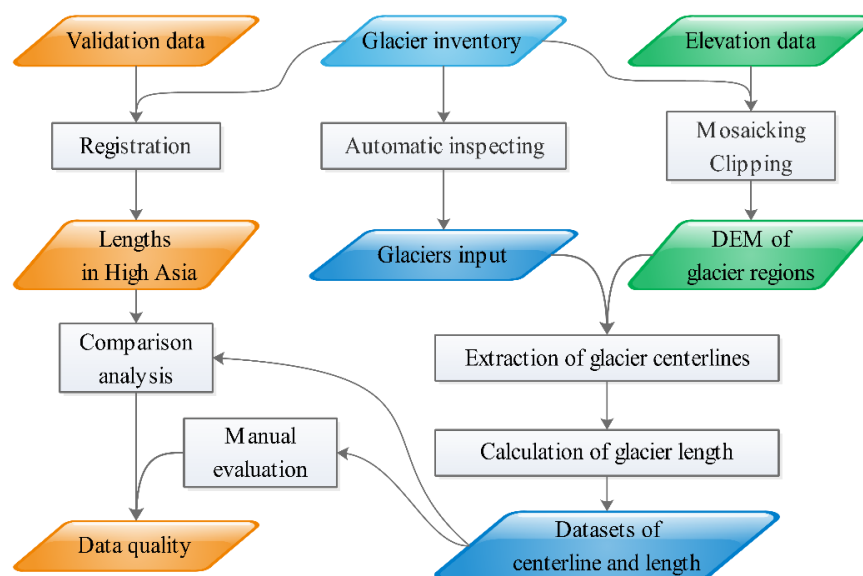 Validation data
Glacier inventory
Elevation data
Registration
Automatic inspecting
Mosaicking
Clipping
Lengths
in High Asia
Glaciers input
DEM of
glacier regions
Comparison
analysis
Extraction of glacier centerlines
Manual
evaluation
Calculation of glacier length
Data quality
Datasets of
centerline and length